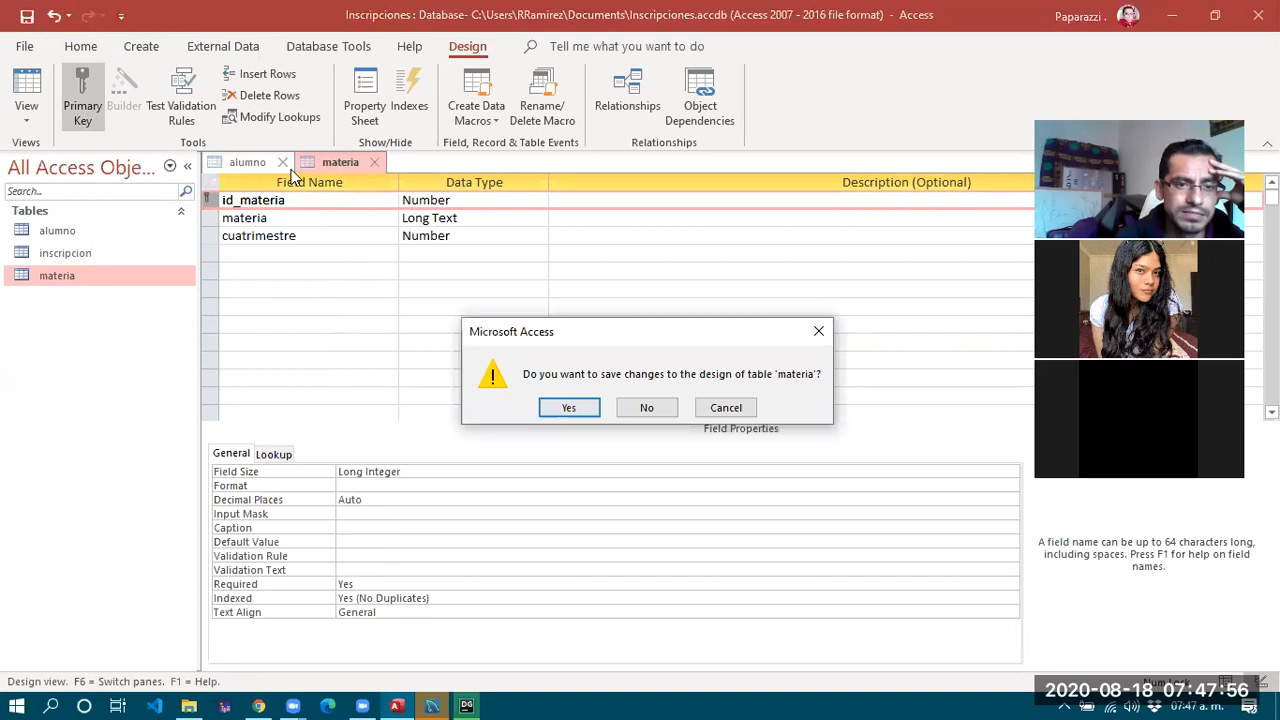 Inscripciones : Database- C:\Users\RRamirez\Documents\Inscripciones.accdb (Access 2007 - 2016 file format) - Access
Paparazzi .
File Home Create External Data Database Tools Help Design Tell me what you want to do
View
Primary Key
Builder
Test Validation Rules
Insert Rows
Delete Rows
Modify Lookups
Property Sheet
Indexes
Create Data Macros
Rename/ Delete Macro
Relationships
Object Dependencies
Views Tools Show/Hide Field, Record & Table Events Relationships
All Access Obje...
Search...
Tables
alumno
inscripcion
materia
alumno materia
Field Name Data Type Description (Optional)
id_materia Number
materia Long Text
cuatrimestre Number
Microsoft Access
Do you want to save changes to the design of table 'materia'?
Yes No Cancel
Field Properties
General Lookup
Field Size Long Integer
Format
Decimal Places Auto
Input Mask
Caption
Default Value
Validation Rule
Validation Text
Required Yes
Indexed Yes (No Duplicates)
Text Align General
A field name can be up to 64 characters long,
including spaces. Press F1 for help on field
names.
Design view. F6 = Switch panes. F1 = Help.
Num Lock
2020-08-18 07:47:56
DG
07:47 a. m.